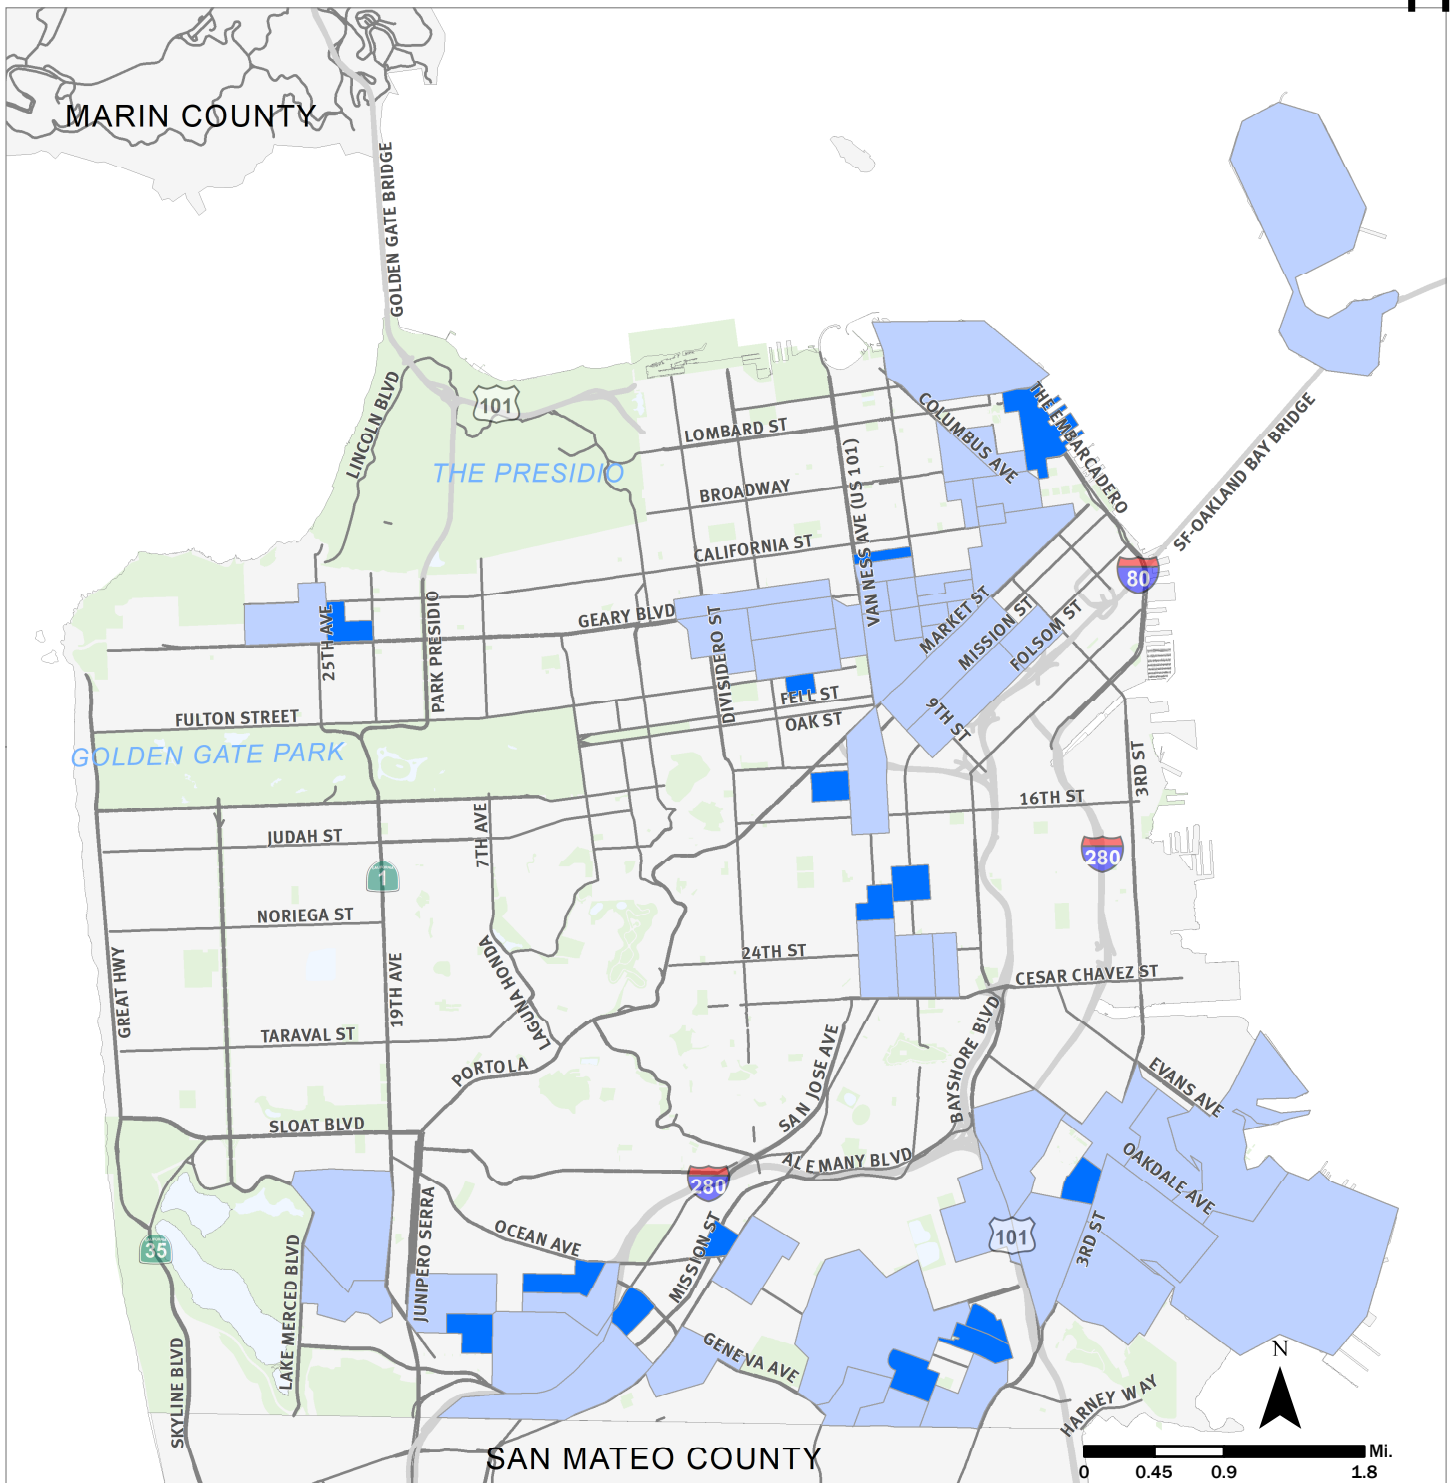 MARIN COUNTY
GOLDEN GATE BRIDGE
LINCOLN BLVD
101
THE PRESIDIO
LOMBARD ST
BROADWAY
CALIFORNIA ST
VAN NESS AVE (US 101)
COLUMBUS AVE
THE EMBARCADERO
SF-OAKLAND BAY BRIDGE
80
25TH AVE
PARK PRESIDIO
GEARY BLVD
DIVISIDERO ST
MARKET ST
MISSION ST
FOLSOM ST
FULTON STREET
FELL ST
OAK ST
9TH ST
GOLDEN GATE PARK
3RD ST
16TH ST
JUDAH ST
7TH AVE
280
1
NORIEGA ST
GREAT HWY
19TH AVE
LAGUNA HONDA
24TH ST
CESAR CHAVEZ ST
TARAVAL ST
PORTOLA
SAN JOSE AVE
BAYSHORE BLVD
EVANS AVE
SLOAT BLVD
ALEMANY BLVD
OAKDALE AVE
280
35
LAKE MERCED BLVD
JUNIPERO SERRA
OCEAN AVE
MISSION ST
101
3RD ST
SKYLINE BLVD
GENEVA AVE
HARNEY WAY
N
SAN MATEO COUNTY
Mi.
0 0.45 0.9 1.8